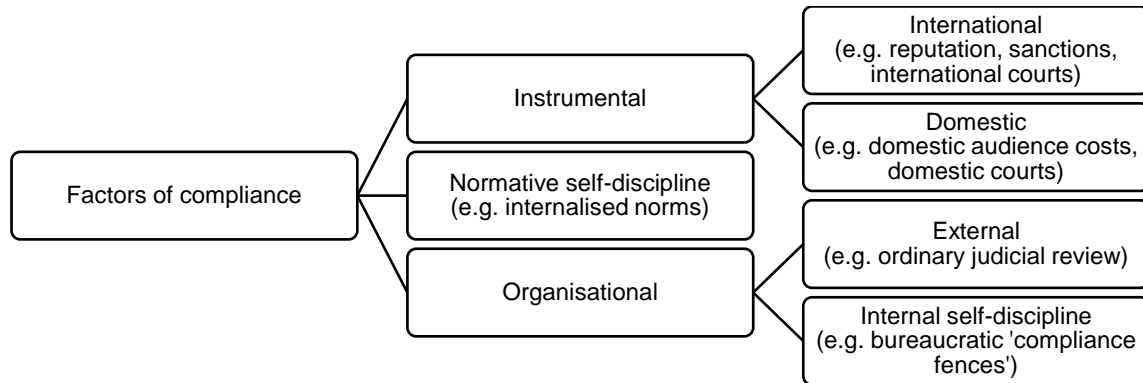 Factors of compliance
Instrumental
International
(e.g. reputation, sanctions,
international courts)
Domestic
(e.g. domestic audience costs,
domestic courts)
Normative self-discipline
(e.g. internalised norms)
Organisational
External
(e.g. ordinary judicial review)
Internal self-discipline
(e.g. bureaucratic 'compliance
fences')